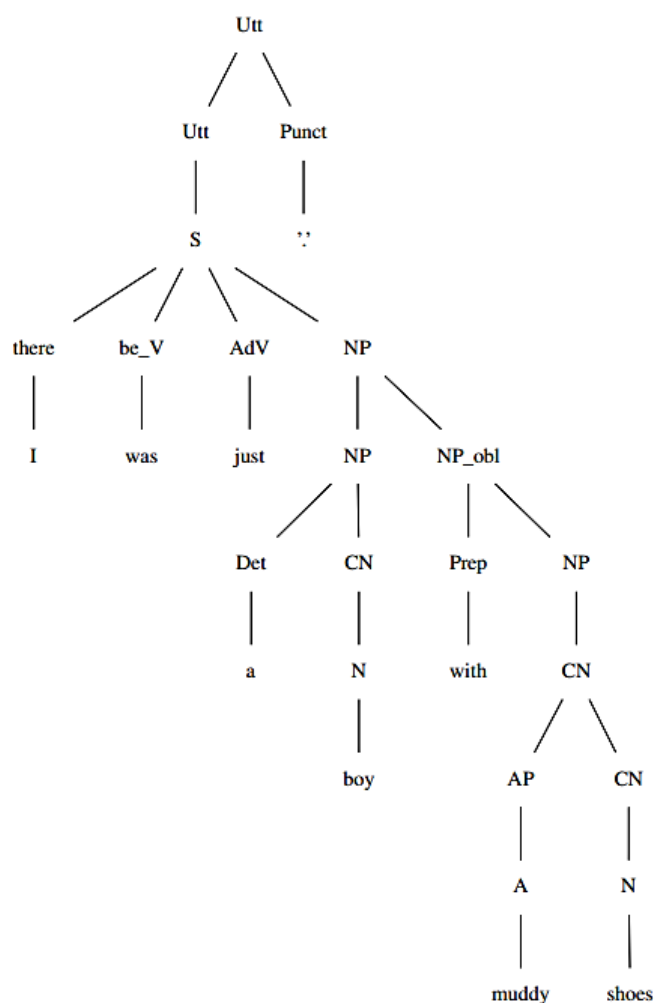 Utt
Utt Punct
S '.'
there be_V AdV NP
I was just NP NP_obl
Det CN Prep NP
a N with CN
boy AP CN
A N
muddy shoes